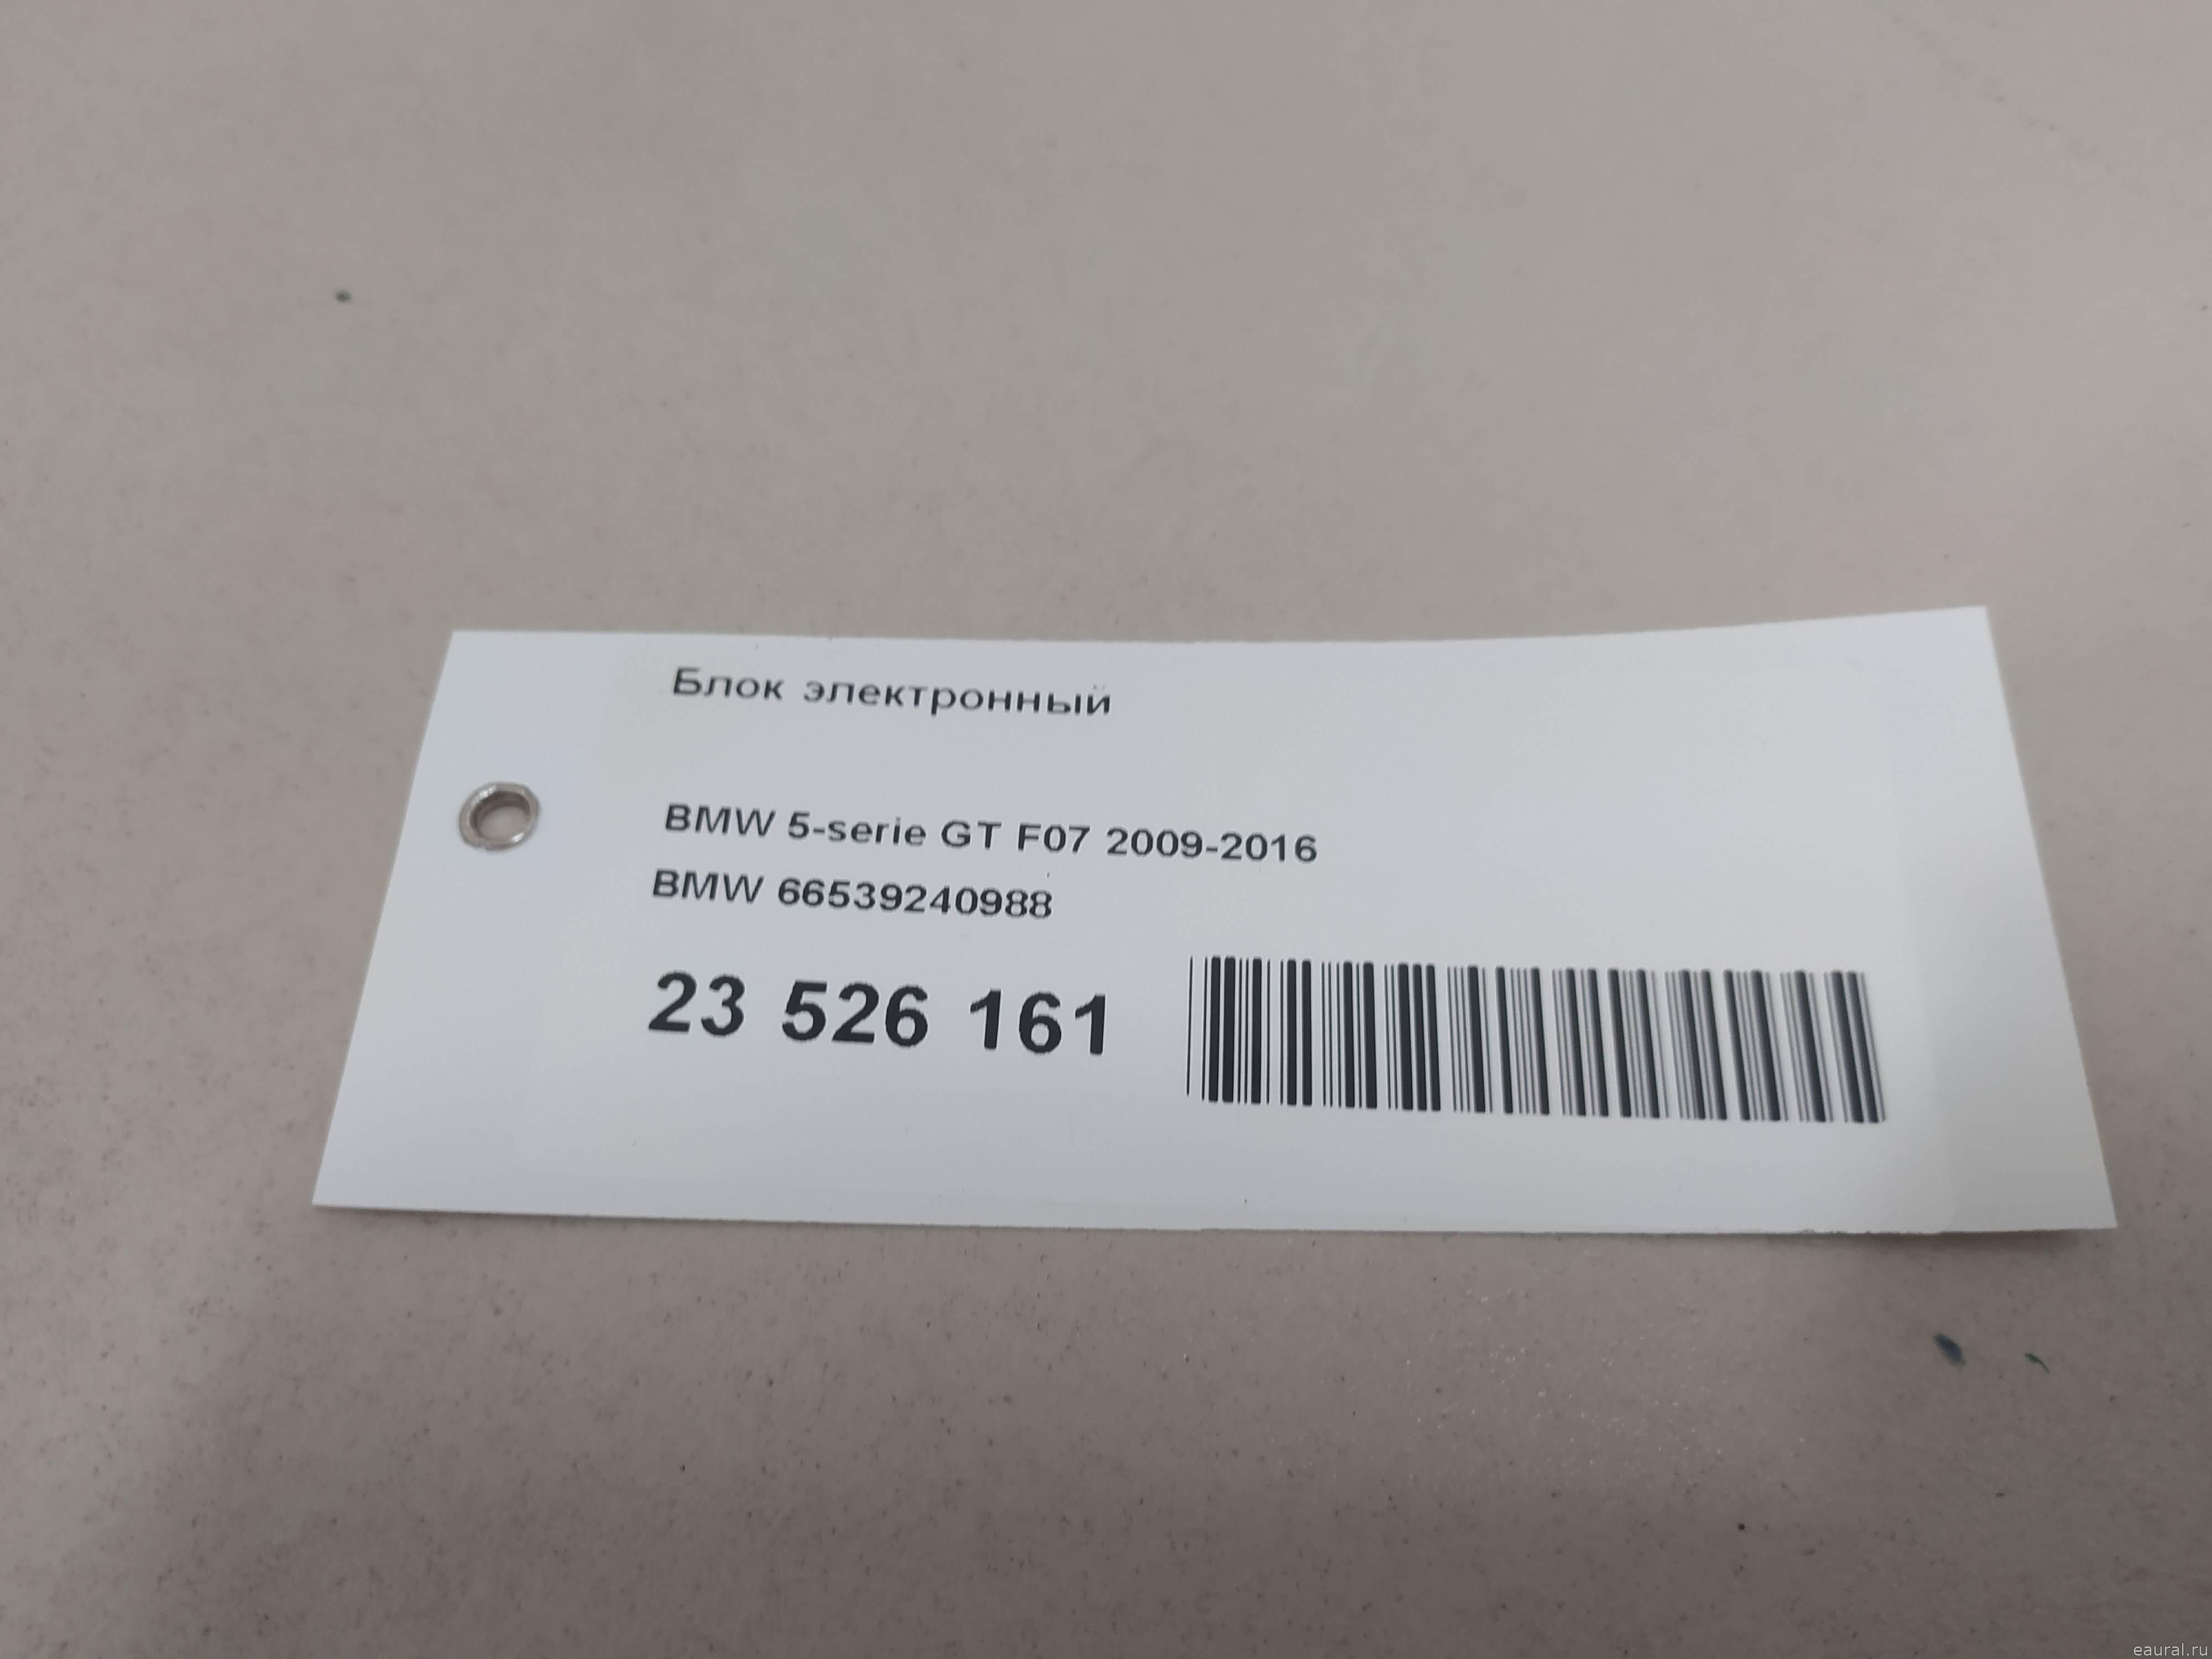 Блок электронный
BMW 5-serie GT F07 2009-2016
BMW 66539240988
23 526 161
eaural.ru